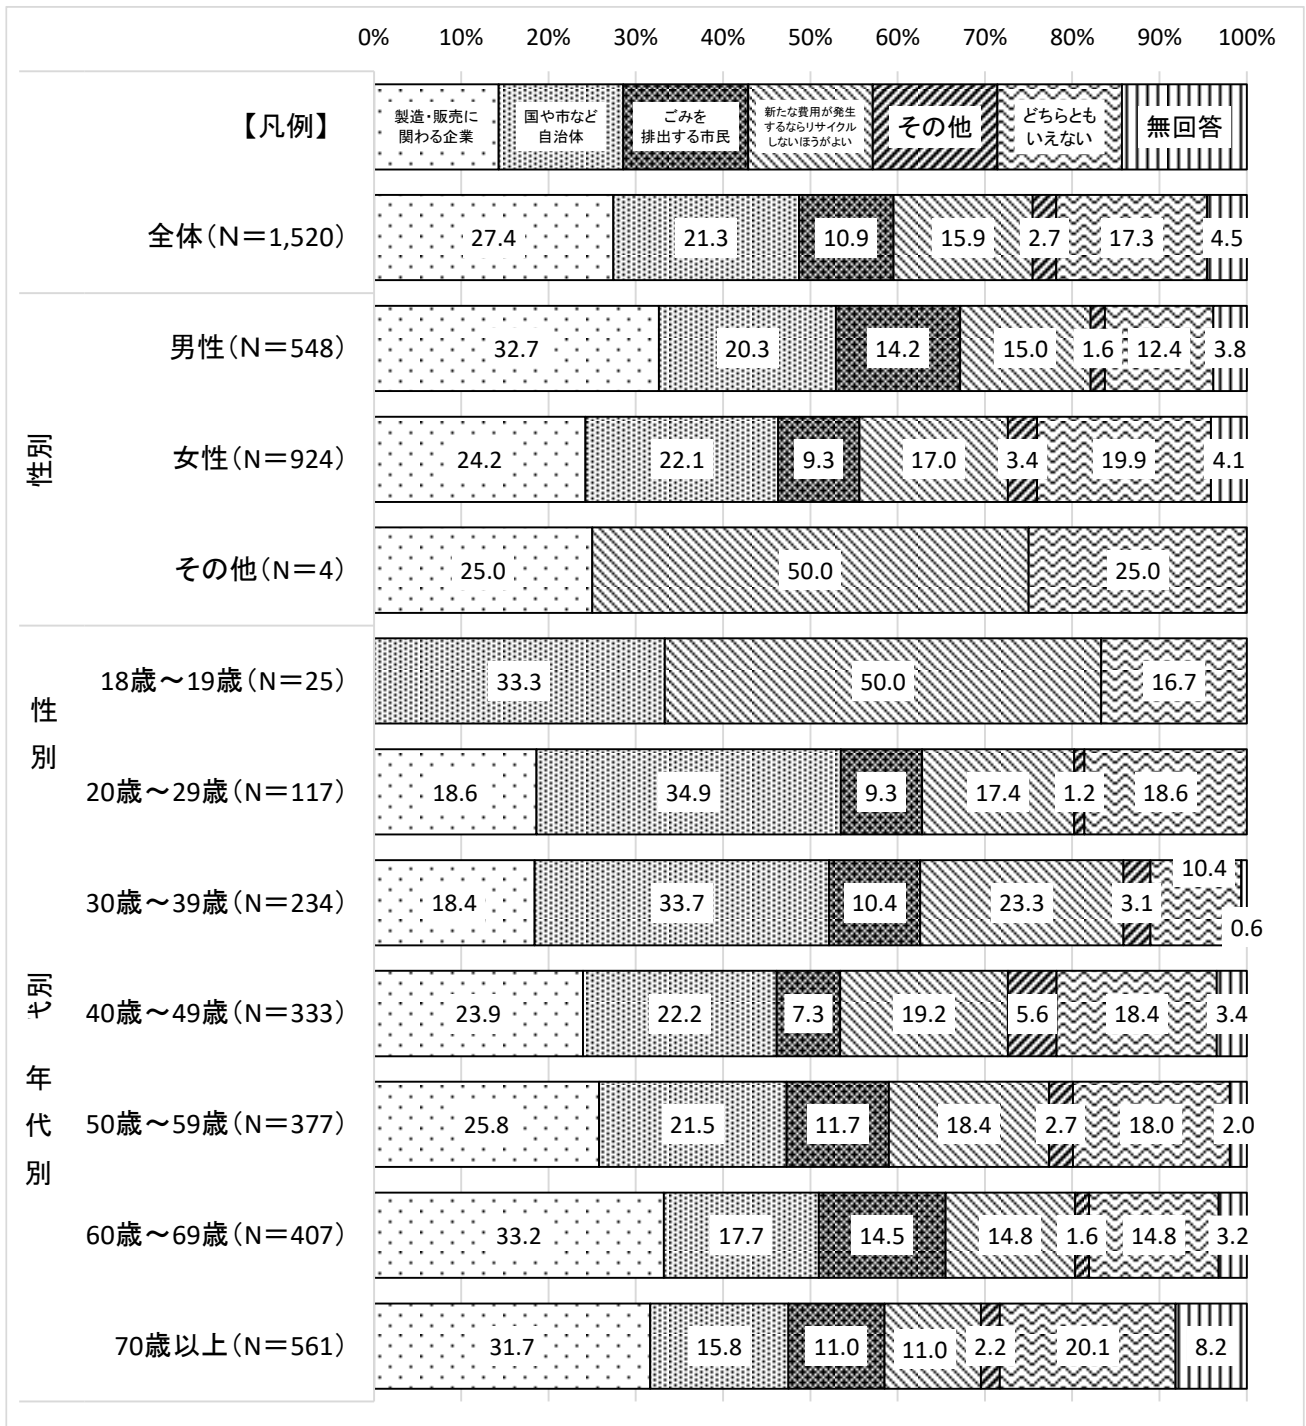 0% 10% 20% 30% 40% 50% 60% 70% 80% 90% 100%
【凡例】
製造・販売に
関わる企業
国や市など
自治体
ごみを
排出する市民
新たな費用が発生
するならリサイクル
しないほうがよい
その他
どちらとも
いえない
無回答
全体(N=1,520) 27.4 21.3 10.9 15.9 2.7 17.3 4.5
性別
男性(N=548) 32.7 20.3 14.2 15.0 1.6 12.4 3.8
女性(N=924) 24.2 22.1 9.3 17.0 3.4 19.9 4.1
その他(N=4) 25.0 50.0 25.0
性
別
18歳~19歳(N=25) 33.3 50.0 16.7
20歳~29歳(N=117) 18.6 34.9 9.3 17.4 1.2 18.6
30歳~39歳(N=234) 18.4 33.7 10.4 23.3 3.1 10.4 0.6
別
40歳~49歳(N=333) 23.9 22.2 7.3 19.2 5.6 18.4 3.4
年
代
別
50歳~59歳(N=377) 25.8 21.5 11.7 18.4 2.7 18.0 2.0
60歳~69歳(N=407) 33.2 17.7 14.5 14.8 1.6 14.8 3.2
70歳以上(N=561) 31.7 15.8 11.0 11.0 2.2 20.1 8.2